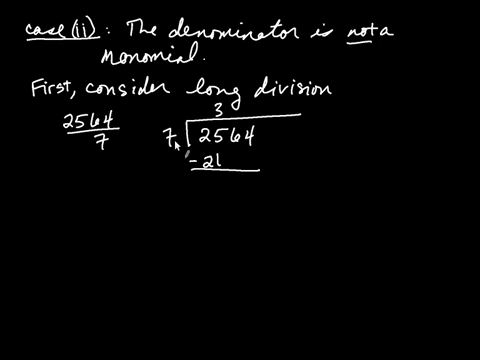 case(ii): The denominator is not a
monomial.
First, consider long division
3
2564
7
7 2564
-21